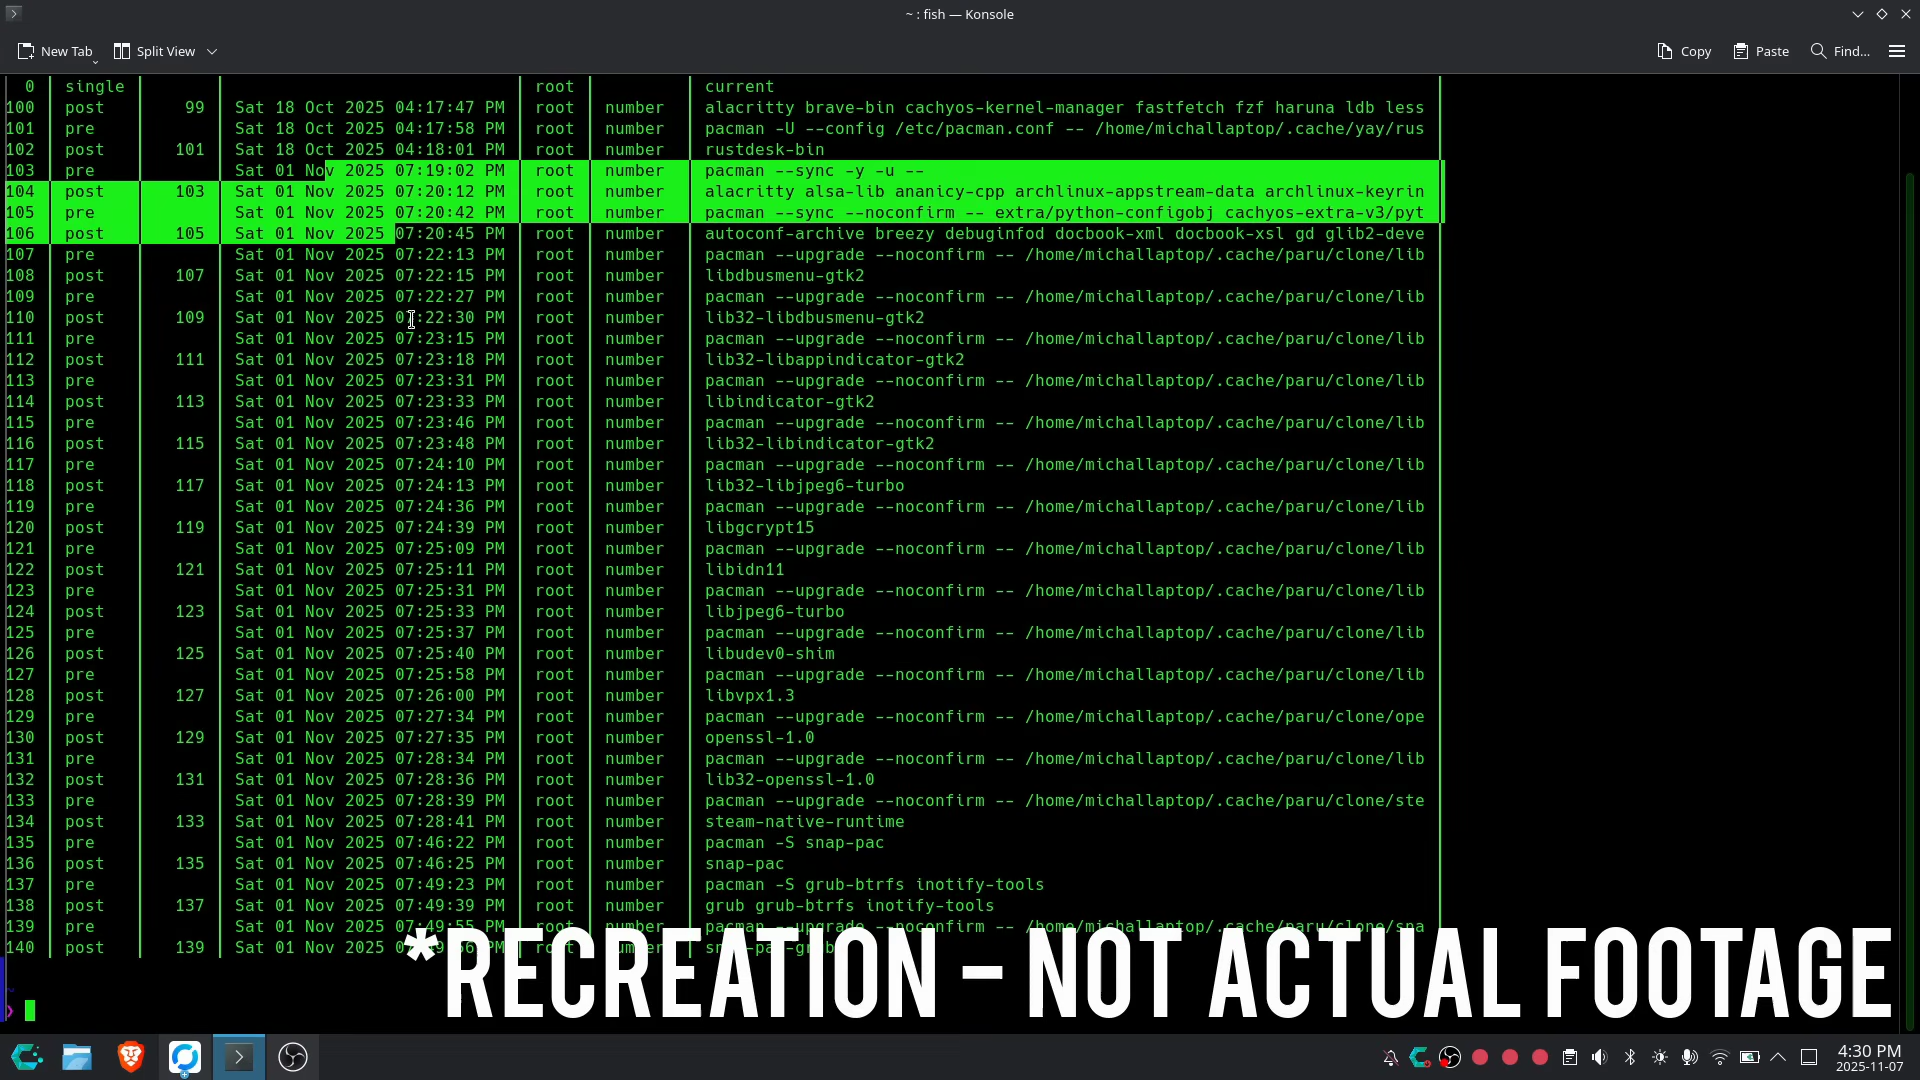 ~ : fish — Konsole
New Tab Split View Copy Paste Find...
0 │ single │ │ │ root │ │ current
100 │ post │ 99 │ Sat 18 Oct 2025 04:17:47 PM │ root │ number │ alacritty brave-bin cachyos-kernel-manager fastfetch fzf haruna ldb less
101 │ pre │ │ Sat 18 Oct 2025 04:17:58 PM │ root │ number │ pacman -U --config /etc/pacman.conf -- /home/michallaptop/.cache/yay/rus
102 │ post │ 101 │ Sat 18 Oct 2025 04:18:01 PM │ root │ number │ rustdesk-bin
103 │ pre │ │ Sat 01 Nov 2025 07:19:02 PM │ root │ number │ pacman --sync -y -u --
104 │ post │ 103 │ Sat 01 Nov 2025 07:20:12 PM │ root │ number │ alacritty alsa-lib ananicy-cpp archlinux-appstream-data archlinux-keyrin
105 │ pre │ │ Sat 01 Nov 2025 07:20:42 PM │ root │ number │ pacman --sync --noconfirm -- extra/python-configobj cachyos-extra-v3/pyt
106 │ post │ 105 │ Sat 01 Nov 2025 07:20:45 PM │ root │ number │ autoconf-archive breezy debuginfod docbook-xml docbook-xsl gd glib2-deve
107 │ pre │ │ Sat 01 Nov 2025 07:22:13 PM │ root │ number │ pacman --upgrade --noconfirm -- /home/michallaptop/.cache/paru/clone/lib
108 │ post │ 107 │ Sat 01 Nov 2025 07:22:15 PM │ root │ number │ libdbusmenu-gtk2
109 │ pre │ │ Sat 01 Nov 2025 07:22:27 PM │ root │ number │ pacman --upgrade --noconfirm -- /home/michallaptop/.cache/paru/clone/lib
110 │ post │ 109 │ Sat 01 Nov 2025 07:22:30 PM │ root │ number │ lib32-libdbusmenu-gtk2
111 │ pre │ │ Sat 01 Nov 2025 07:23:15 PM │ root │ number │ pacman --upgrade --noconfirm -- /home/michallaptop/.cache/paru/clone/lib
112 │ post │ 111 │ Sat 01 Nov 2025 07:23:18 PM │ root │ number │ lib32-libappindicator-gtk2
113 │ pre │ │ Sat 01 Nov 2025 07:23:31 PM │ root │ number │ pacman --upgrade --noconfirm -- /home/michallaptop/.cache/paru/clone/lib
114 │ post │ 113 │ Sat 01 Nov 2025 07:23:33 PM │ root │ number │ libindicator-gtk2
115 │ pre │ │ Sat 01 Nov 2025 07:23:46 PM │ root │ number │ pacman --upgrade --noconfirm -- /home/michallaptop/.cache/paru/clone/lib
116 │ post │ 115 │ Sat 01 Nov 2025 07:23:48 PM │ root │ number │ lib32-libindicator-gtk2
117 │ pre │ │ Sat 01 Nov 2025 07:24:10 PM │ root │ number │ pacman --upgrade --noconfirm -- /home/michallaptop/.cache/paru/clone/lib
118 │ post │ 117 │ Sat 01 Nov 2025 07:24:13 PM │ root │ number │ lib32-libjpeg6-turbo
119 │ pre │ │ Sat 01 Nov 2025 07:24:36 PM │ root │ number │ pacman --upgrade --noconfirm -- /home/michallaptop/.cache/paru/clone/lib
120 │ post │ 119 │ Sat 01 Nov 2025 07:24:39 PM │ root │ number │ libgcrypt15
121 │ pre │ │ Sat 01 Nov 2025 07:25:09 PM │ root │ number │ pacman --upgrade --noconfirm -- /home/michallaptop/.cache/paru/clone/lib
122 │ post │ 121 │ Sat 01 Nov 2025 07:25:11 PM │ root │ number │ libidn11
123 │ pre │ │ Sat 01 Nov 2025 07:25:31 PM │ root │ number │ pacman --upgrade --noconfirm -- /home/michallaptop/.cache/paru/clone/lib
124 │ post │ 123 │ Sat 01 Nov 2025 07:25:33 PM │ root │ number │ libjpeg6-turbo
125 │ pre │ │ Sat 01 Nov 2025 07:25:37 PM │ root │ number │ pacman --upgrade --noconfirm -- /home/michallaptop/.cache/paru/clone/lib
126 │ post │ 125 │ Sat 01 Nov 2025 07:25:40 PM │ root │ number │ libudev0-shim
127 │ pre │ │ Sat 01 Nov 2025 07:25:58 PM │ root │ number │ pacman --upgrade --noconfirm -- /home/michallaptop/.cache/paru/clone/lib
128 │ post │ 127 │ Sat 01 Nov 2025 07:26:00 PM │ root │ number │ libvpx1.3
129 │ pre │ │ Sat 01 Nov 2025 07:27:34 PM │ root │ number │ pacman --upgrade --noconfirm -- /home/michallaptop/.cache/paru/clone/ope
130 │ post │ 129 │ Sat 01 Nov 2025 07:27:35 PM │ root │ number │ openssl-1.0
131 │ pre │ │ Sat 01 Nov 2025 07:28:34 PM │ root │ number │ pacman --upgrade --noconfirm -- /home/michallaptop/.cache/paru/clone/lib
132 │ post │ 131 │ Sat 01 Nov 2025 07:28:36 PM │ root │ number │ lib32-openssl-1.0
133 │ pre │ │ Sat 01 Nov 2025 07:28:39 PM │ root │ number │ pacman --upgrade --noconfirm -- /home/michallaptop/.cache/paru/clone/ste
134 │ post │ 133 │ Sat 01 Nov 2025 07:28:41 PM │ root │ number │ steam-native-runtime
135 │ pre │ │ Sat 01 Nov 2025 07:46:22 PM │ root │ number │ pacman -S snap-pac
136 │ post │ 135 │ Sat 01 Nov 2025 07:46:25 PM │ root │ number │ snap-pac
137 │ pre │ │ Sat 01 Nov 2025 07:49:23 PM │ root │ number │ pacman -S grub-btrfs inotify-tools
138 │ post │ 137 │ Sat 01 Nov 2025 07:49:39 PM │ root │ number │ grub grub-btrfs inotify-tools
139 │ pre │ │ Sat 01 Nov 2025 07:49:55 PM │ root │ number │ pacman --upgrade --noconfirm -- /home/michallaptop/.cache/paru/clone/sna
140 │ post │ 139 │ Sat 01 Nov 2025
~
❯
*RECREATION – NOT ACTUAL FOOTAGE
4:30 PM
2025-11-07